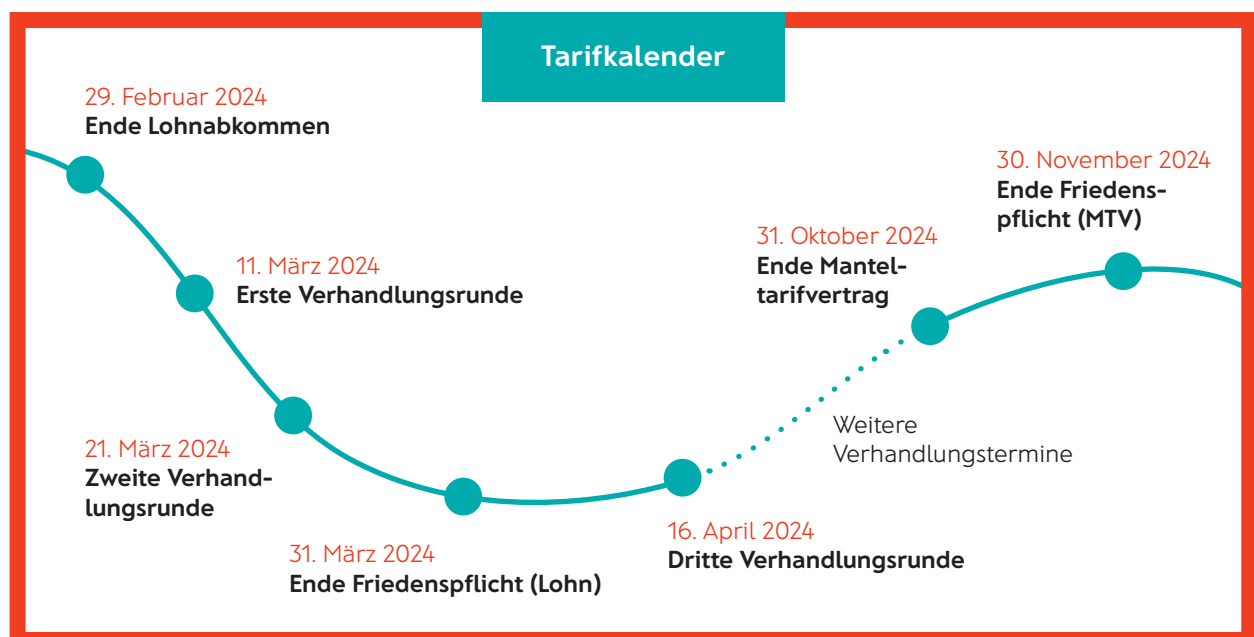 Tarifkalender
29. Februar 2024
Ende Lohnabkommen
11. März 2024
Erste Verhandlungsrunde
21. März 2024
Zweite Verhand-
lungsrunde
31. März 2024
Ende Friedenspflicht (Lohn)
16. April 2024
Dritte Verhandlungsrunde
Weitere
Verhandlungstermine
31. Oktober 2024
Ende Mantel-
tarifvertrag
30. November 2024
Ende Friedens-
pflicht (MTV)